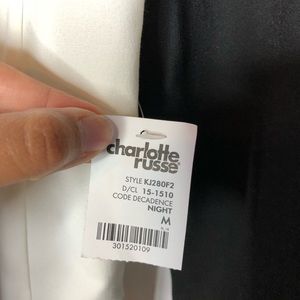 charlotte
russe
STYLE KJ280F2
D/CL 15-1510
CODE DECADENCE
NIGHT
M
301520109